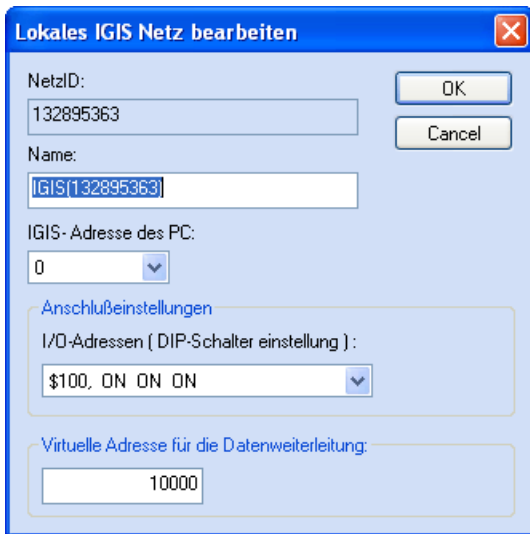 Lokales IGIS Netz bearbeiten
NetzID:
132895363
OK
Cancel
Name:
IGIS(132895363)
IGIS- Adresse des PC:
0
Anschlußeinstellungen
I/O-Adressen ( DIP-Schalter einstellung ) :
$100, ON ON ON
Virtuelle Adresse für die Datenweiterleitung:
10000